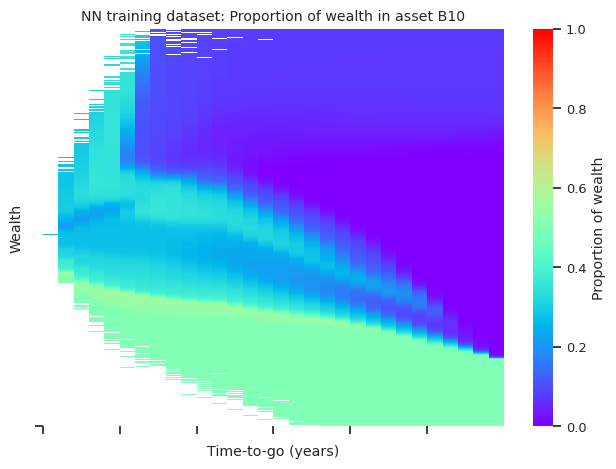 NN training dataset: Proportion of wealth in asset B10
Wealth
Time-to-go (years)
1.0
0.8
0.6
0.4
0.2
0.0
Proportion of wealth